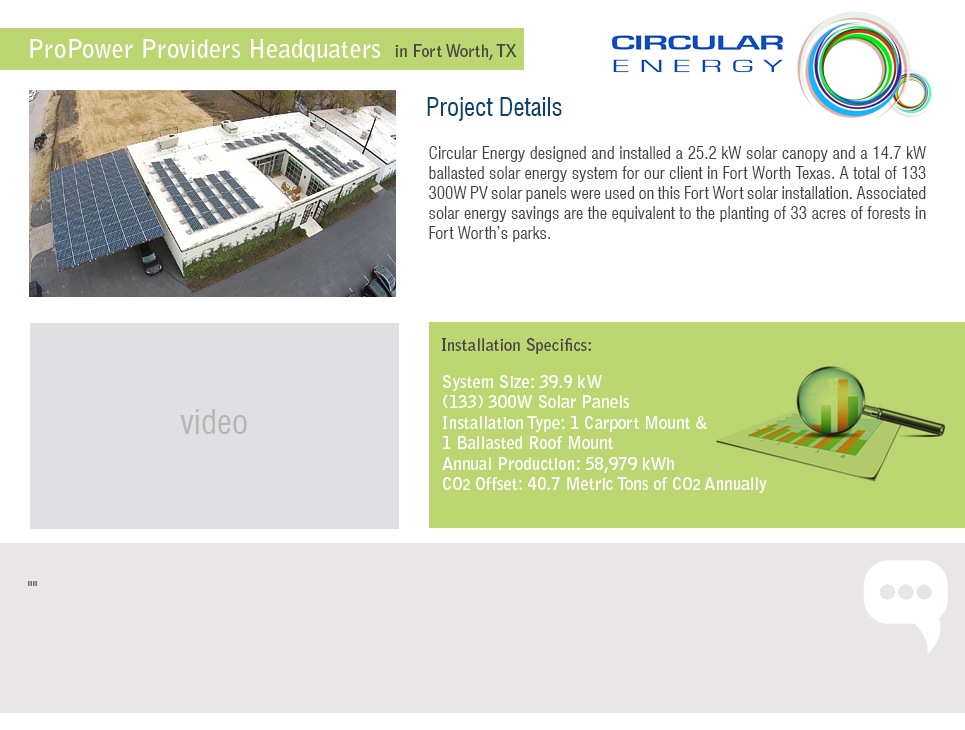 ProPower Providers Headquaters in Fort Worth, TX
CIRCULAR
ENERGY
Project Details
Circular Energy designed and installed a 25.2 kW solar canopy and a 14.7 kW
ballasted solar energy system for our client in Fort Worth Texas. A total of 133
300W PV solar panels were used on this Fort Wort solar installation. Associated
solar energy savings are the equivalent to the planting of 33 acres of forests in
Fort Worth's parks.
video
Installation Specifics:
System Size: 39.9 kW
(133) 300W Solar Panels
Installation Type: 1 Carport Mount &
1 Ballasted Roof Mount
Annual Production: 58,979 kWh
CO2 Offset: 40.7 Metric Tons of CO2 Annually
""